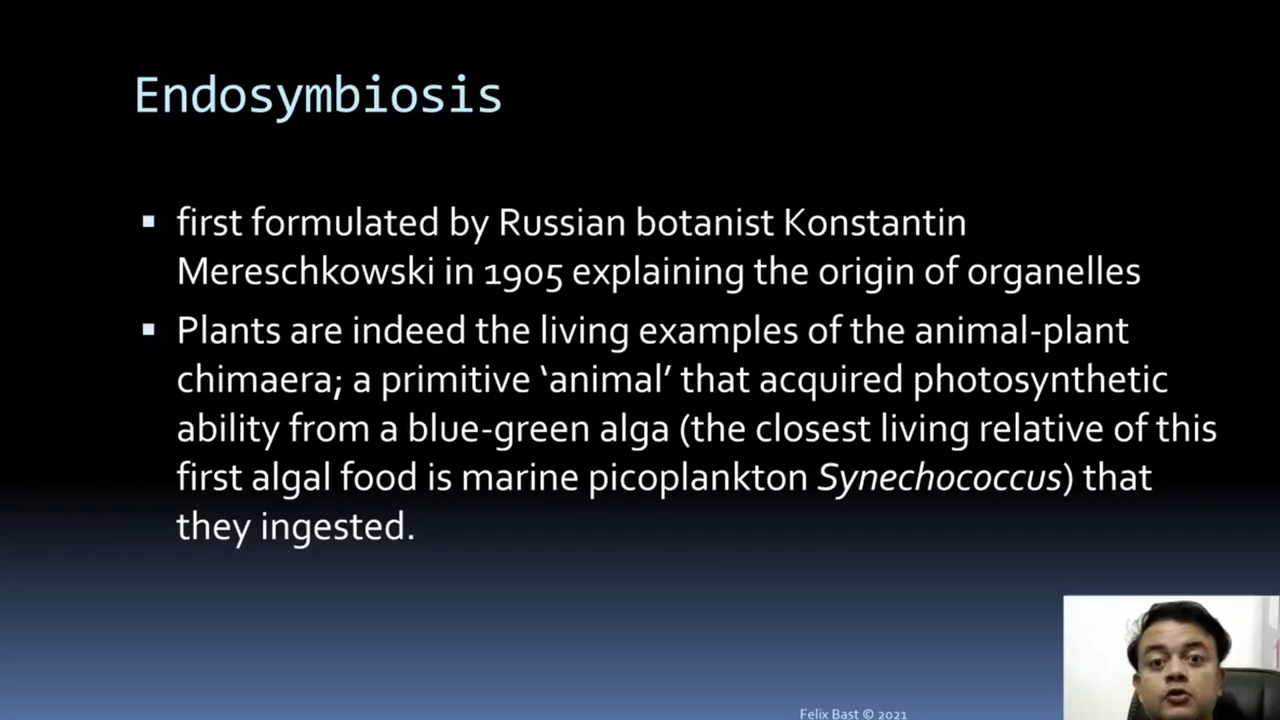 Endosymbiosis
▪ first formulated by Russian botanist Konstantin
Mereschkowski in 1905 explaining the origin of organelles
▪ Plants are indeed the living examples of the animal-plant
chimaera; a primitive ‘animal’ that acquired photosynthetic
ability from a blue-green alga (the closest living relative of this
first algal food is marine picoplankton Synechococcus) that
they ingested.
Felix Bast © 2021